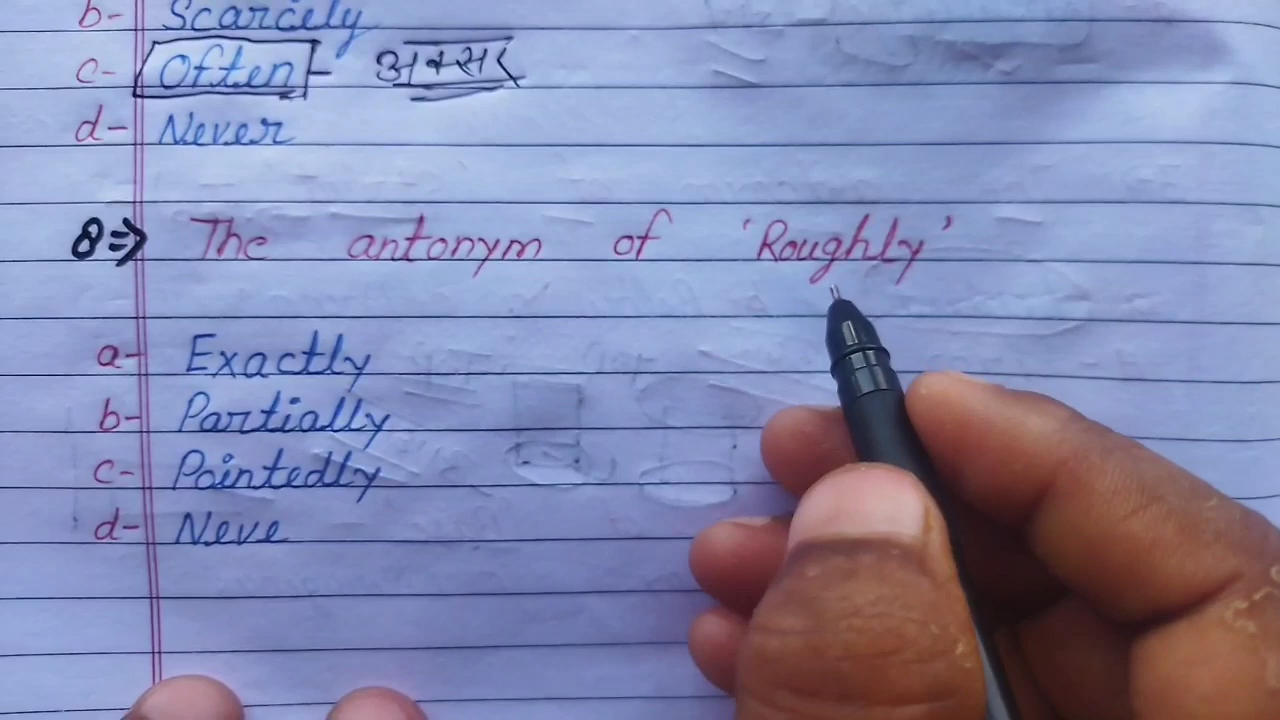 b- Scarcely
c- Often - अक्सर
d- Never
8⇒ The antonym of 'Roughly'
a- Exactly
b- Partially
c- Pointedly
d- Neve